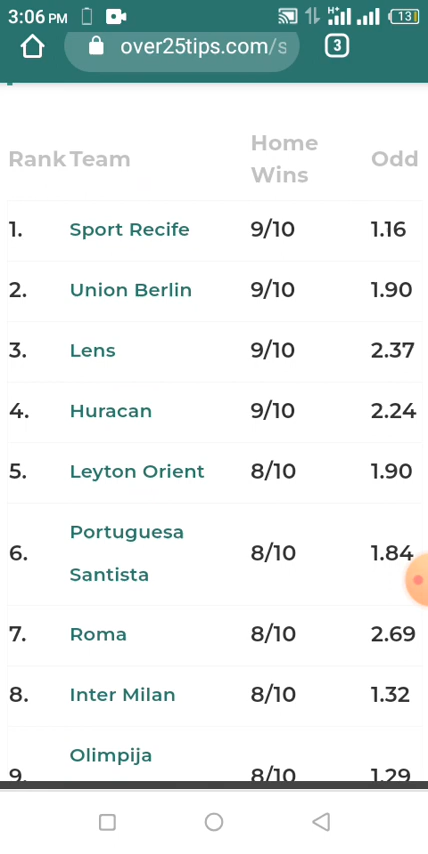 3:06 PM H+ 13
over25tips.com/s 3
Rank Team Home Wins Odd
1. Sport Recife 9/10 1.16
2. Union Berlin 9/10 1.90
3. Lens 9/10 2.37
4. Huracan 9/10 2.24
5. Leyton Orient 8/10 1.90
6. Portuguesa Santista 8/10 1.84
7. Roma 8/10 2.69
8. Inter Milan 8/10 1.32
9. Olimpija 8/10 1.29